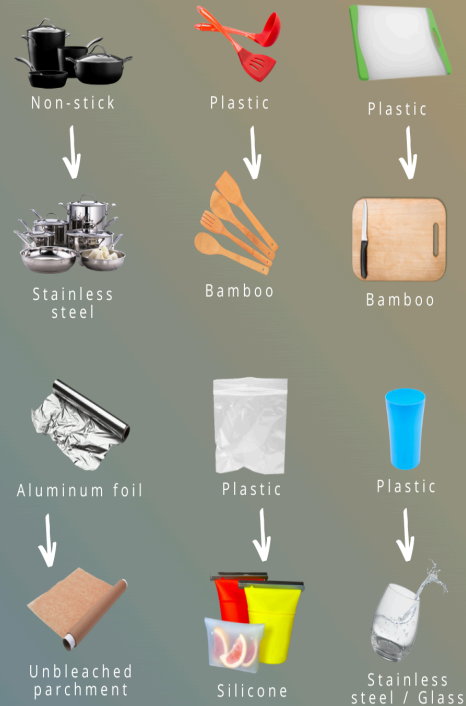 Non-stick
Plastic
Plastic
Stainless
steel
Bamboo
Bamboo
Aluminum foil
Plastic
Plastic
Unbleached
parchment
Silicone
Stainless
steel / Glass